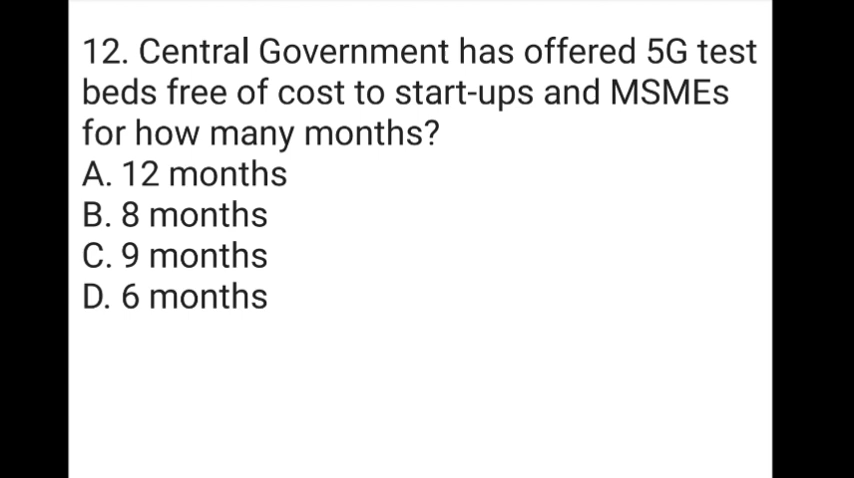 12. Central Government has offered 5G test
beds free of cost to start-ups and MSMEs
for how many months?
A. 12 months
B. 8 months
C. 9 months
D. 6 months